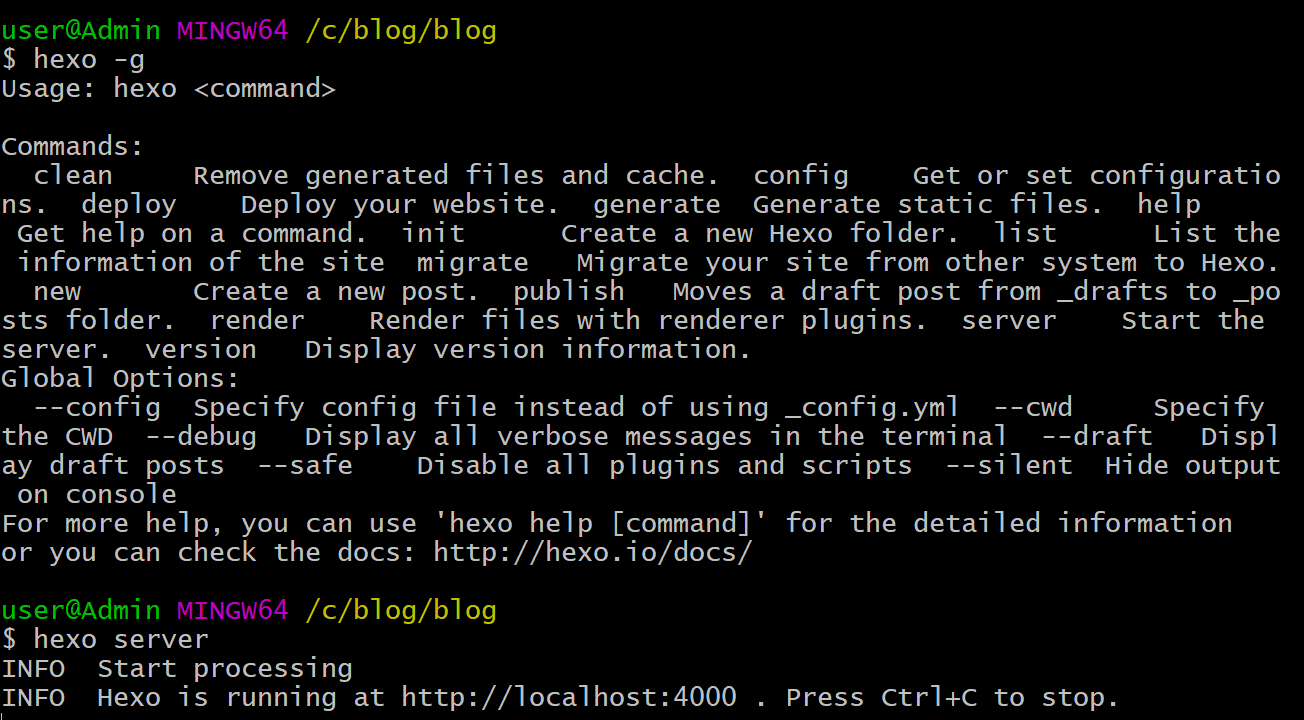 user@Admin MINGW64 /c/blog/blog
$ hexo -g
Usage: hexo <command>
Commands:
  clean     Remove generated files and cache.  config    Get or set configuratio
ns.  deploy    Deploy your website.  generate  Generate static files.  help
 Get help on a command.  init      Create a new Hexo folder.  list      List the
 information of the site  migrate   Migrate your site from other system to Hexo.
  new       Create a new post.  publish   Moves a draft post from _drafts to _po
sts folder.  render    Render files with renderer plugins.  server    Start the
server.  version   Display version information.
Global Options:
  --config  Specify config file instead of using _config.yml  --cwd     Specify
the CWD  --debug   Display all verbose messages in the terminal  --draft   Displ
ay draft posts  --safe    Disable all plugins and scripts  --silent  Hide output
 on console
For more help, you can use 'hexo help [command]' for the detailed information
or you can check the docs: http://hexo.io/docs/
user@Admin MINGW64 /c/blog/blog
$ hexo server
INFO  Start processing
INFO  Hexo is running at http://localhost:4000 . Press Ctrl+C to stop.